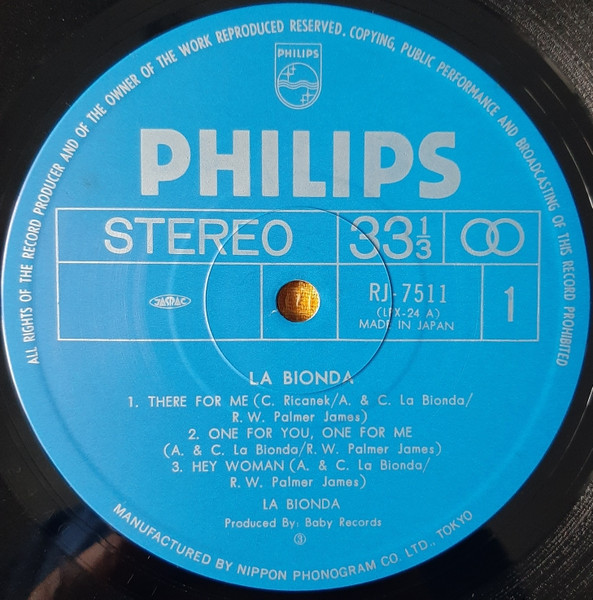 ALL RIGHTS OF THE RECORD PRODUCER AND OF THE OWNER OF THE WORK REPRODUCED RESERVED. COPYING, PUBLIC PERFORMANCE AND BROADCASTING OF THIS RECORD PROHIBITED
PHILIPS
PHILIPS
STEREO 33 1/3
JASRAC RJ-7511 1
(LFX-24 A)
MADE IN JAPAN
LA BIONDA
1. THERE FOR ME (C. Ricanek/A. & C. La Bionda/
R. W. Palmer James)
2. ONE FOR YOU, ONE FOR ME
(A. & C. La Bionda/R. W. Palmer James)
3. HEY WOMAN (A. & C. La Bionda/
R. W. Palmer James)
LA BIONDA
Produced By: Baby Records
③
MANUFACTURED BY NIPPON PHONOGRAM CO. LTD., TOKYO